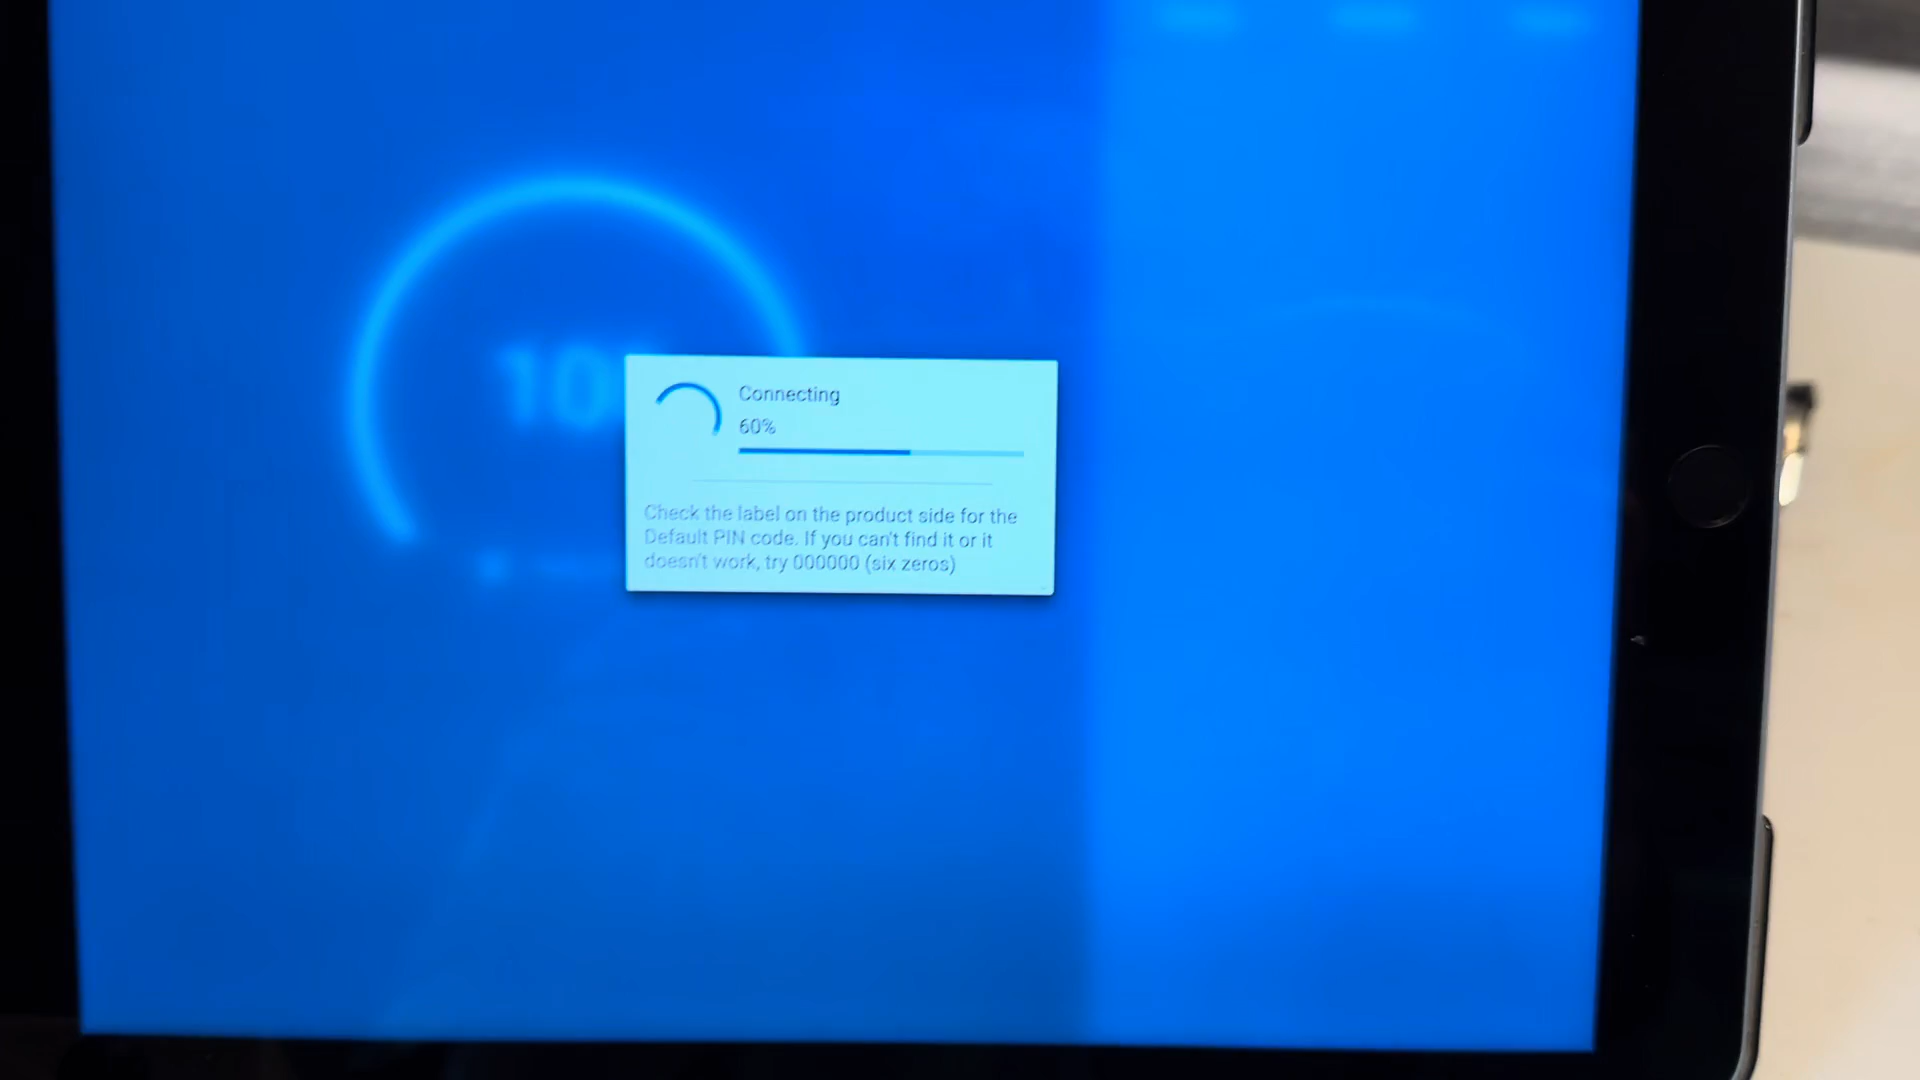 Connecting
60%
Check the label on the product side for the
Default PIN code. If you can't find it or it
doesn't work, try 000000 (six zeros)